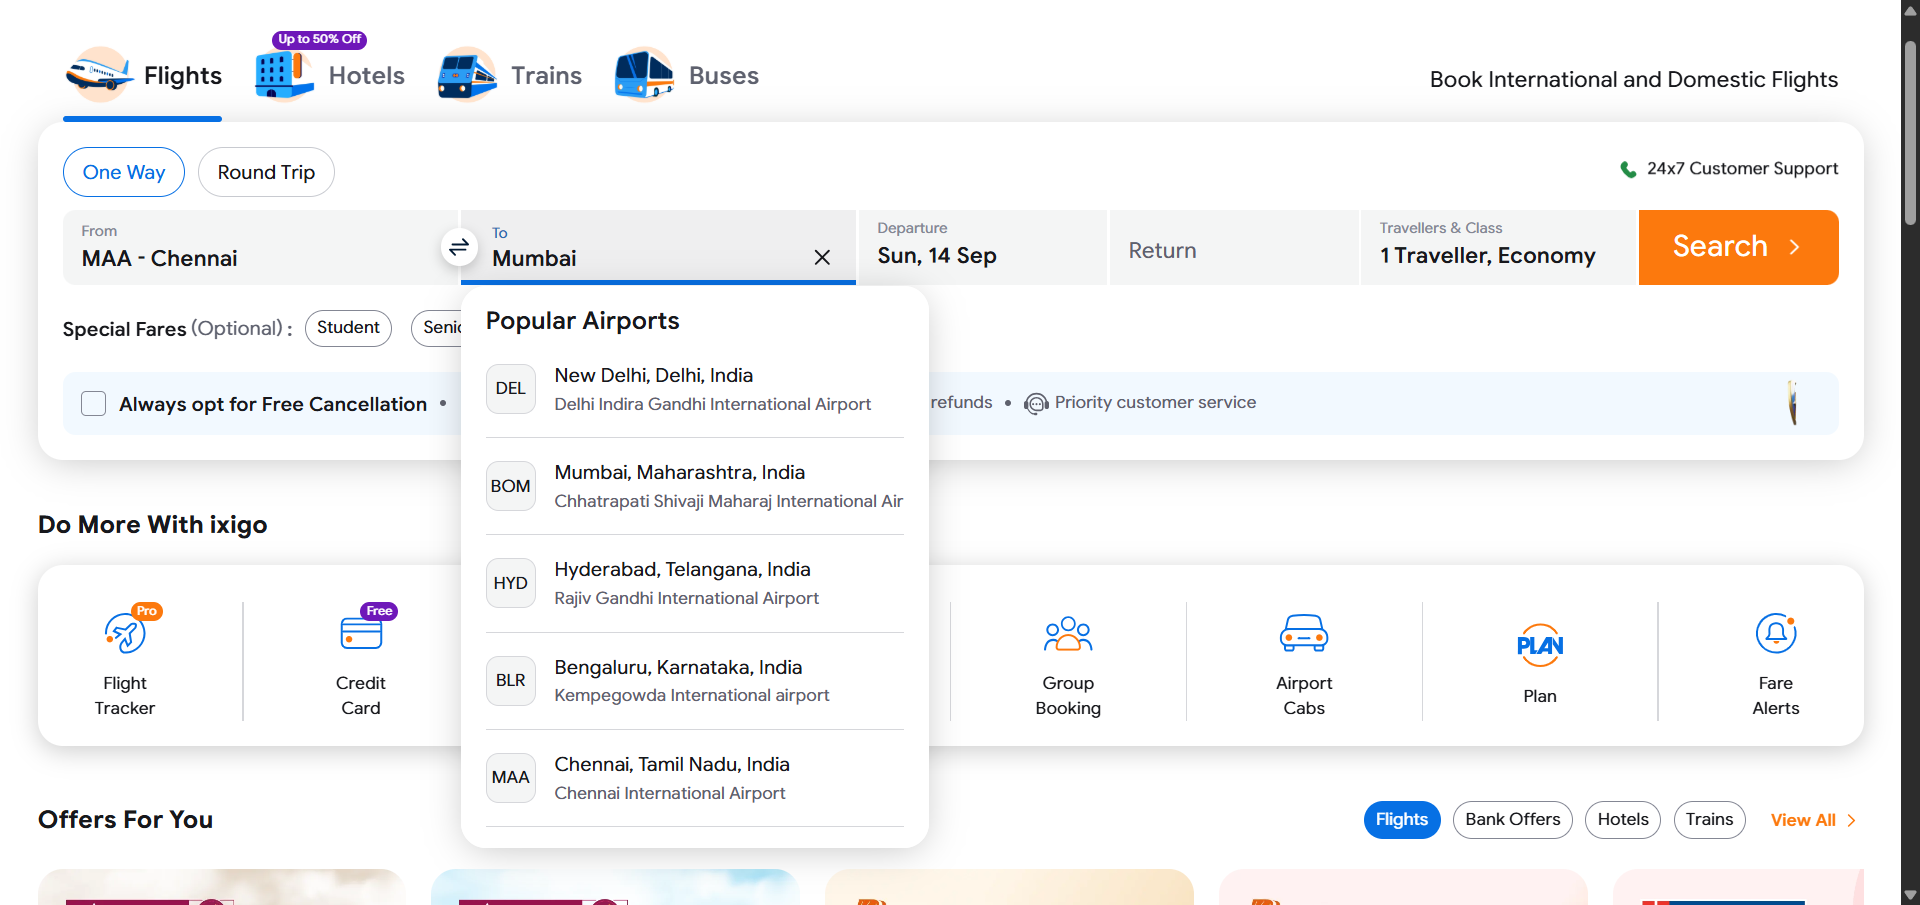 Up to 50% Off
Flights
Hotels
Trains
Buses
Book International and Domestic Flights
One Way
Round Trip
24x7 Customer Support
From
MAA - Chennai
To
Mumbai
Departure
Sun, 14 Sep
Return
Travellers & Class
1 Traveller, Economy
Search
Special Fares (Optional) :
Student
Senio
Popular Airports
DEL
New Delhi, Delhi, India
Delhi Indira Gandhi International Airport
BOM
Mumbai, Maharashtra, India
Chhatrapati Shivaji Maharaj International Air
HYD
Hyderabad, Telangana, India
Rajiv Gandhi International Airport
BLR
Bengaluru, Karnataka, India
Kempegowda International airport
MAA
Chennai, Tamil Nadu, India
Chennai International Airport
Always opt for Free Cancellation •
refunds • Priority customer service
Do More With ixigo
Pro
Flight
Tracker
Free
Credit
Card
Group
Booking
Airport
Cabs
PLAN
Plan
Fare
Alerts
Offers For You
Flights
Bank Offers
Hotels
Trains
View All